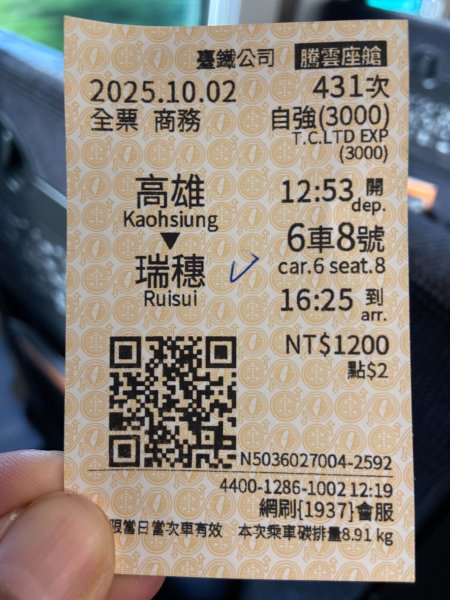 臺鐵公司 騰雲座艙
2025.10.02 431次
全票 商務 自強(3000)
T.C.LTD EXP
(3000)
高雄 12:53 開
Kaohsiung dep.
▼ 6車8號
瑞穗 car.6 seat.8
Ruisui 16:25 到
arr.
NT$1200
點$2
N5036027004-2592
4400-1286-1002 12:19
網刷{1937}會服
限當日當次車有效 本次乘車碳排量8.91 kg